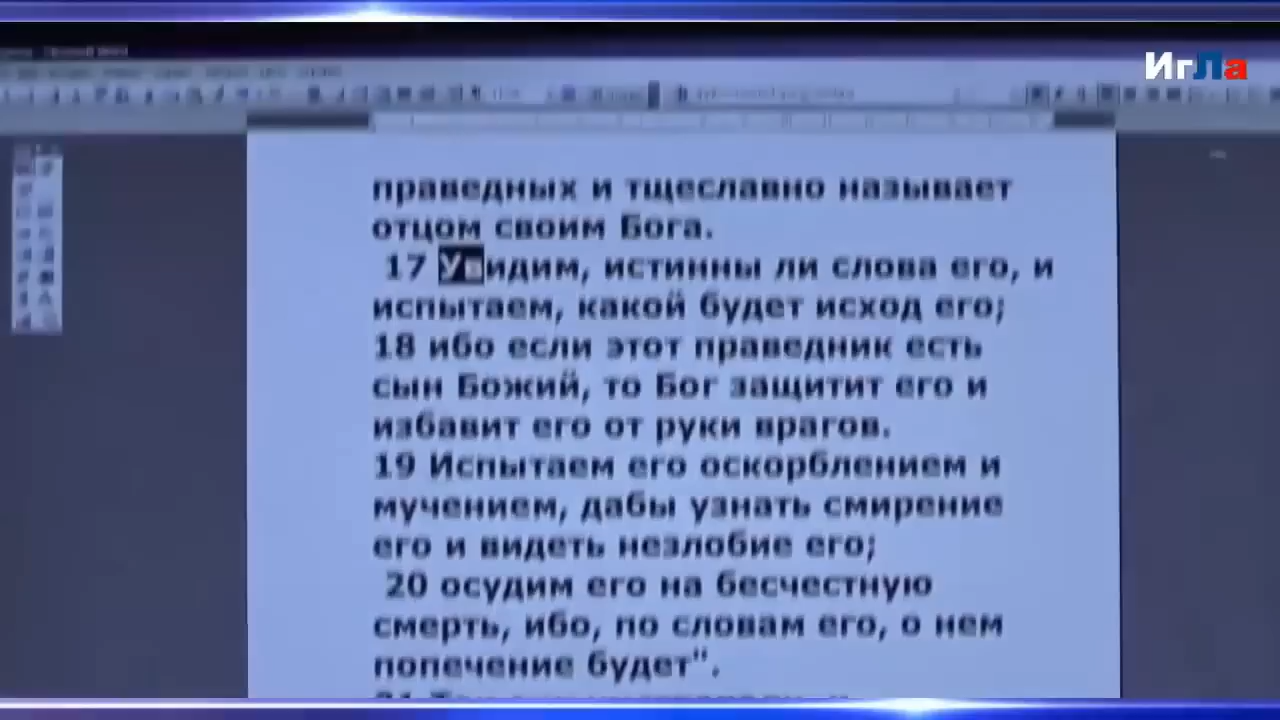 ИгЛа
праведных и тщеславно называет
отцом своим Бога.
17 Увидим, истинны ли слова его, и
испытаем, какой будет исход его;
18 ибо если этот праведник есть
сын Божий, то Бог защитит его и
избавит его от руки врагов.
19 Испытаем его оскорблением и
мучением, дабы узнать смирение
его и видеть незлобие его;
20 осудим его на бесчестную
смерть, ибо, по словам его, о нем
попечение будет".